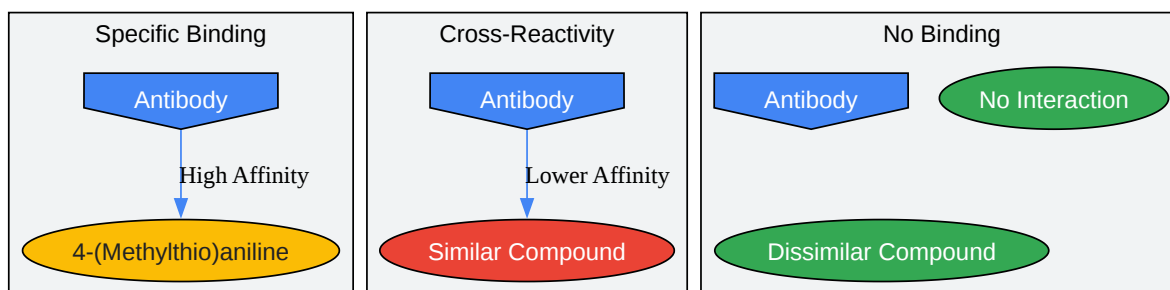 Specific Binding
Antibody
High Affinity
4-(Methylthio)aniline
Cross-Reactivity
Antibody
Lower Affinity
Similar Compound
No Binding
Antibody
No Interaction
Dissimilar Compound